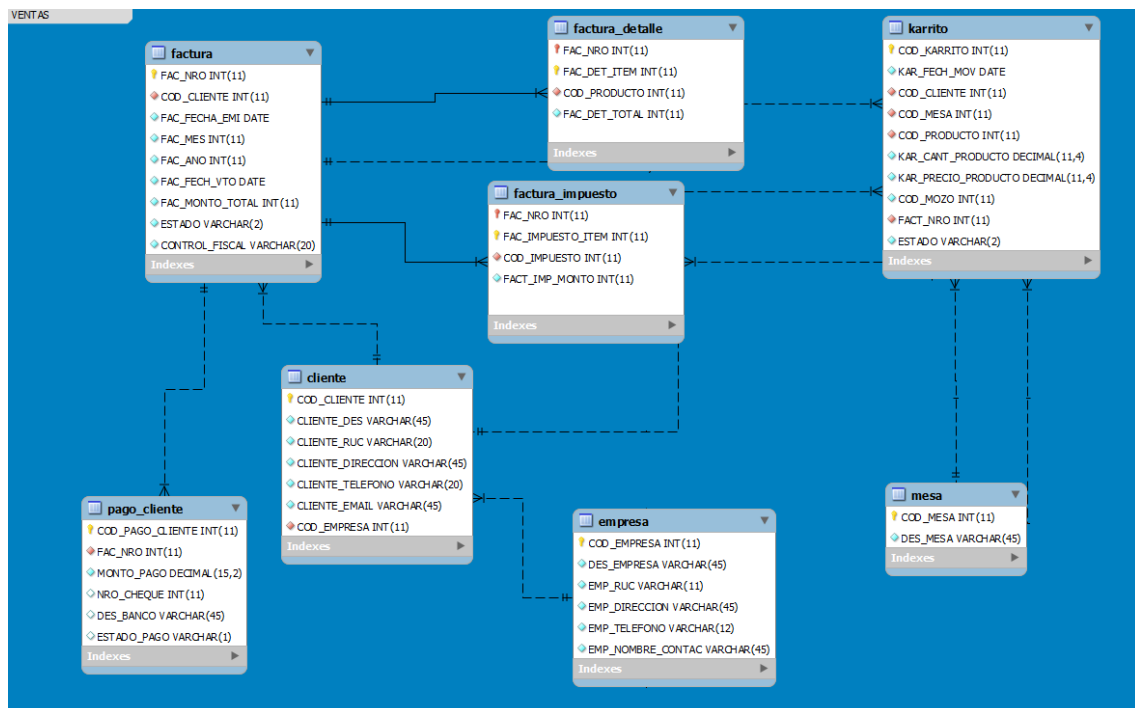 VENTAS
factura
FAC_NRO INT(11)
COD_CLIENTE INT(11)
FAC_FECHA_EMI DATE
FAC_MES INT(11)
FAC_ANO INT(11)
FAC_FECH_VTO DATE
FAC_MONTO_TOTAL INT(11)
ESTADO VARCHAR(2)
CONTROL_FISCAL VARCHAR(20)
Indexes
factura_detalle
FAC_NRO INT(11)
FAC_DET_ITEM INT(11)
COD_PRODUCTO INT(11)
FAC_DET_TOTAL INT(11)
Indexes
karrito
COD_KARRITO INT(11)
KAR_FECH_MOV DATE
COD_CLIENTE INT(11)
COD_MESA INT(11)
COD_PRODUCTO INT(11)
KAR_CANT_PRODUCTO DECIMAL(11,4)
KAR_PRECIO_PRODUCTO DECIMAL(11,4)
COD_MOZO INT(11)
FACT_NRO INT(11)
ESTADO VARCHAR(2)
Indexes
factura_impuesto
FAC_NRO INT(11)
FAC_IMPUESTO_ITEM INT(11)
COD_IMPUESTO INT(11)
FACT_IMP_MONTO INT(11)
Indexes
cliente
COD_CLIENTE INT(11)
CLIENTE_DES VARCHAR(45)
CLIENTE_RUC VARCHAR(20)
CLIENTE_DIRECCION VARCHAR(45)
CLIENTE_TELEFONO VARCHAR(20)
CLIENTE_EMAIL VARCHAR(45)
COD_EMPRESA INT(11)
Indexes
pago_cliente
COD_PAGO_CLIENTE INT(11)
FAC_NRO INT(11)
MONTO_PAGO DECIMAL(15,2)
NRO_CHEQUE INT(11)
DES_BANCO VARCHAR(45)
ESTADO_PAGO VARCHAR(1)
Indexes
empresa
COD_EMPRESA INT(11)
DES_EMPRESA VARCHAR(45)
EMP_RUC VARCHAR(11)
EMP_DIRECCION VARCHAR(45)
EMP_TELEFONO VARCHAR(12)
EMP_NOMBRE_CONTAC VARCHAR(45)
Indexes
mesa
COD_MESA INT(11)
DES_MESA VARCHAR(45)
Indexes